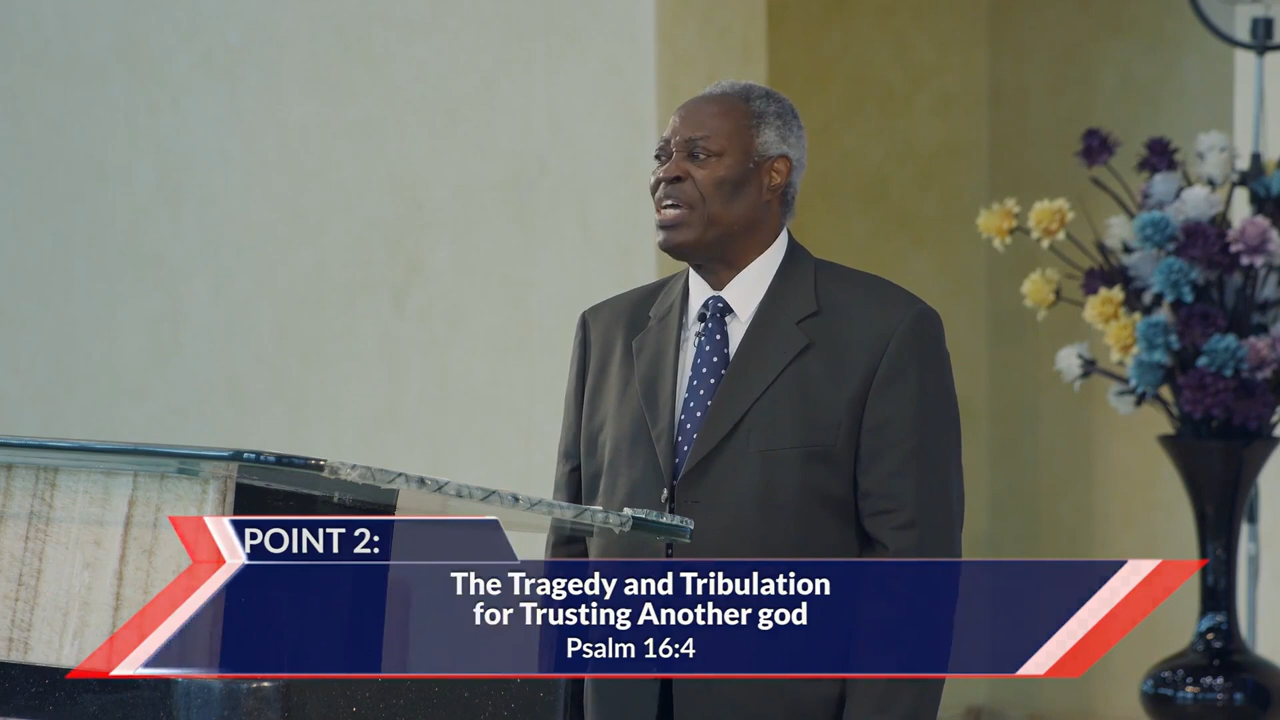 POINT 2:
The Tragedy and Tribulation
for Trusting Another god
Psalm 16:4